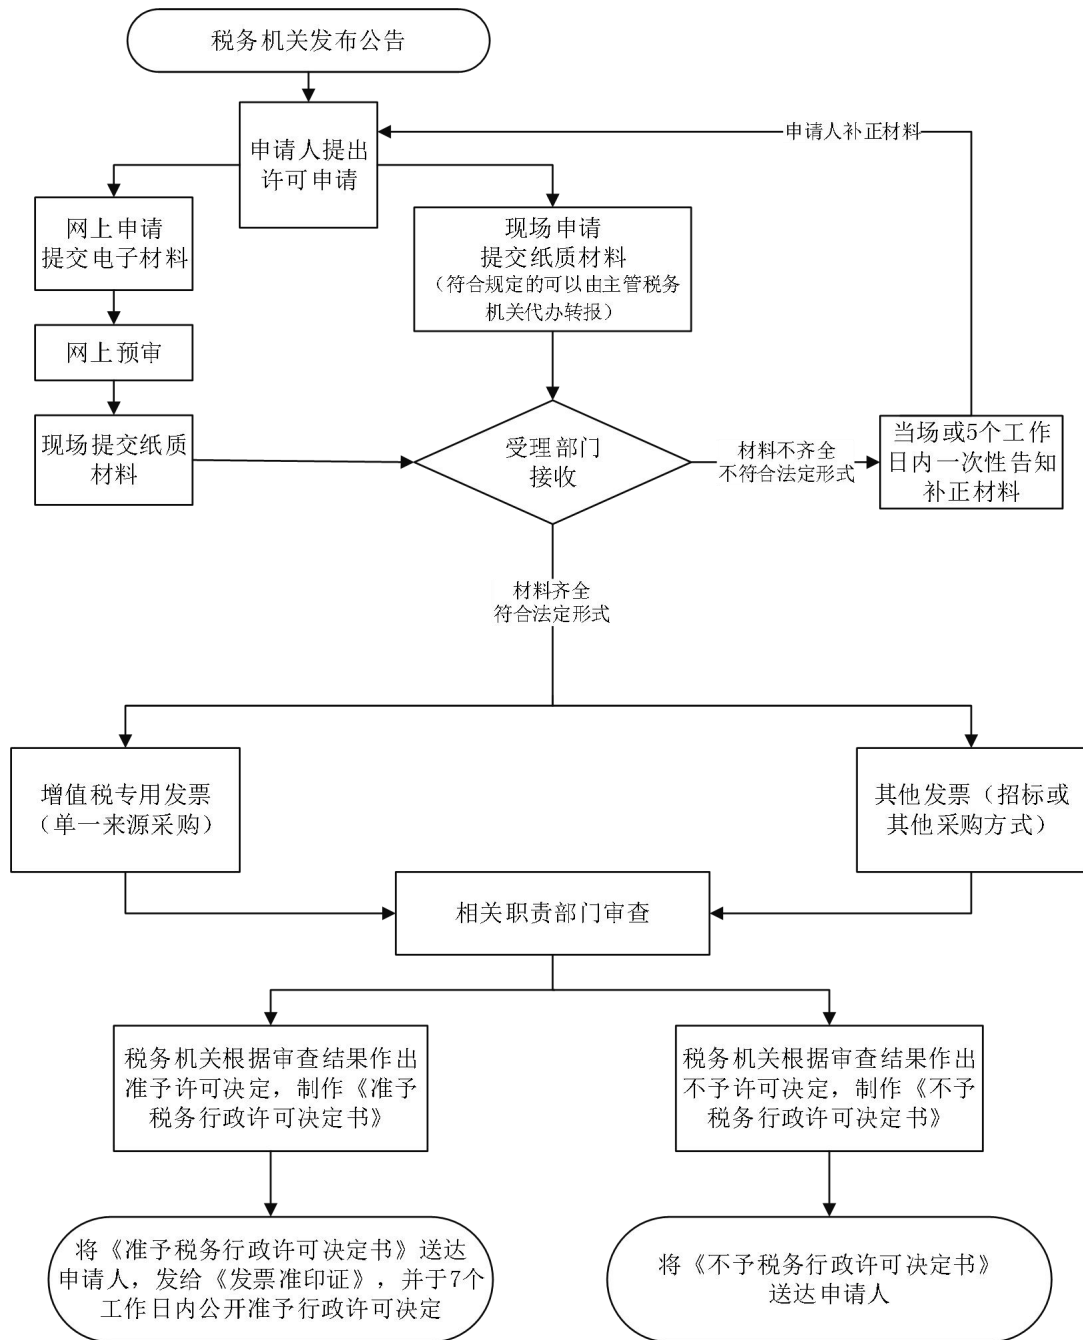 税务机关发布公告
申请人提出
许可申请
申请人补正材料
网上申请
提交电子材料
现场申请
提交纸质材料
（符合规定的可以由主管税务
机关代办转报）
网上预审
现场提交纸质
材料
受理部门
接收
材料不齐全
不符合法定形式
当场或5个工作
日内一次性告知
补正材料
材料齐全
符合法定形式
增值税专用发票
（单一来源采购）
其他发票（招标或
其他采购方式）
相关职责部门审查
税务机关根据审查结果作出
准予许可决定，制作《准予
税务行政许可决定书》
税务机关根据审查结果作出
不予许可决定，制作《不予
税务行政许可决定书》
将《准予税务行政许可决定书》送达
申请人，发给《发票准印证》，并于7个
工作日内公开准予行政许可决定
将《不予税务行政许可决定书》
送达申请人